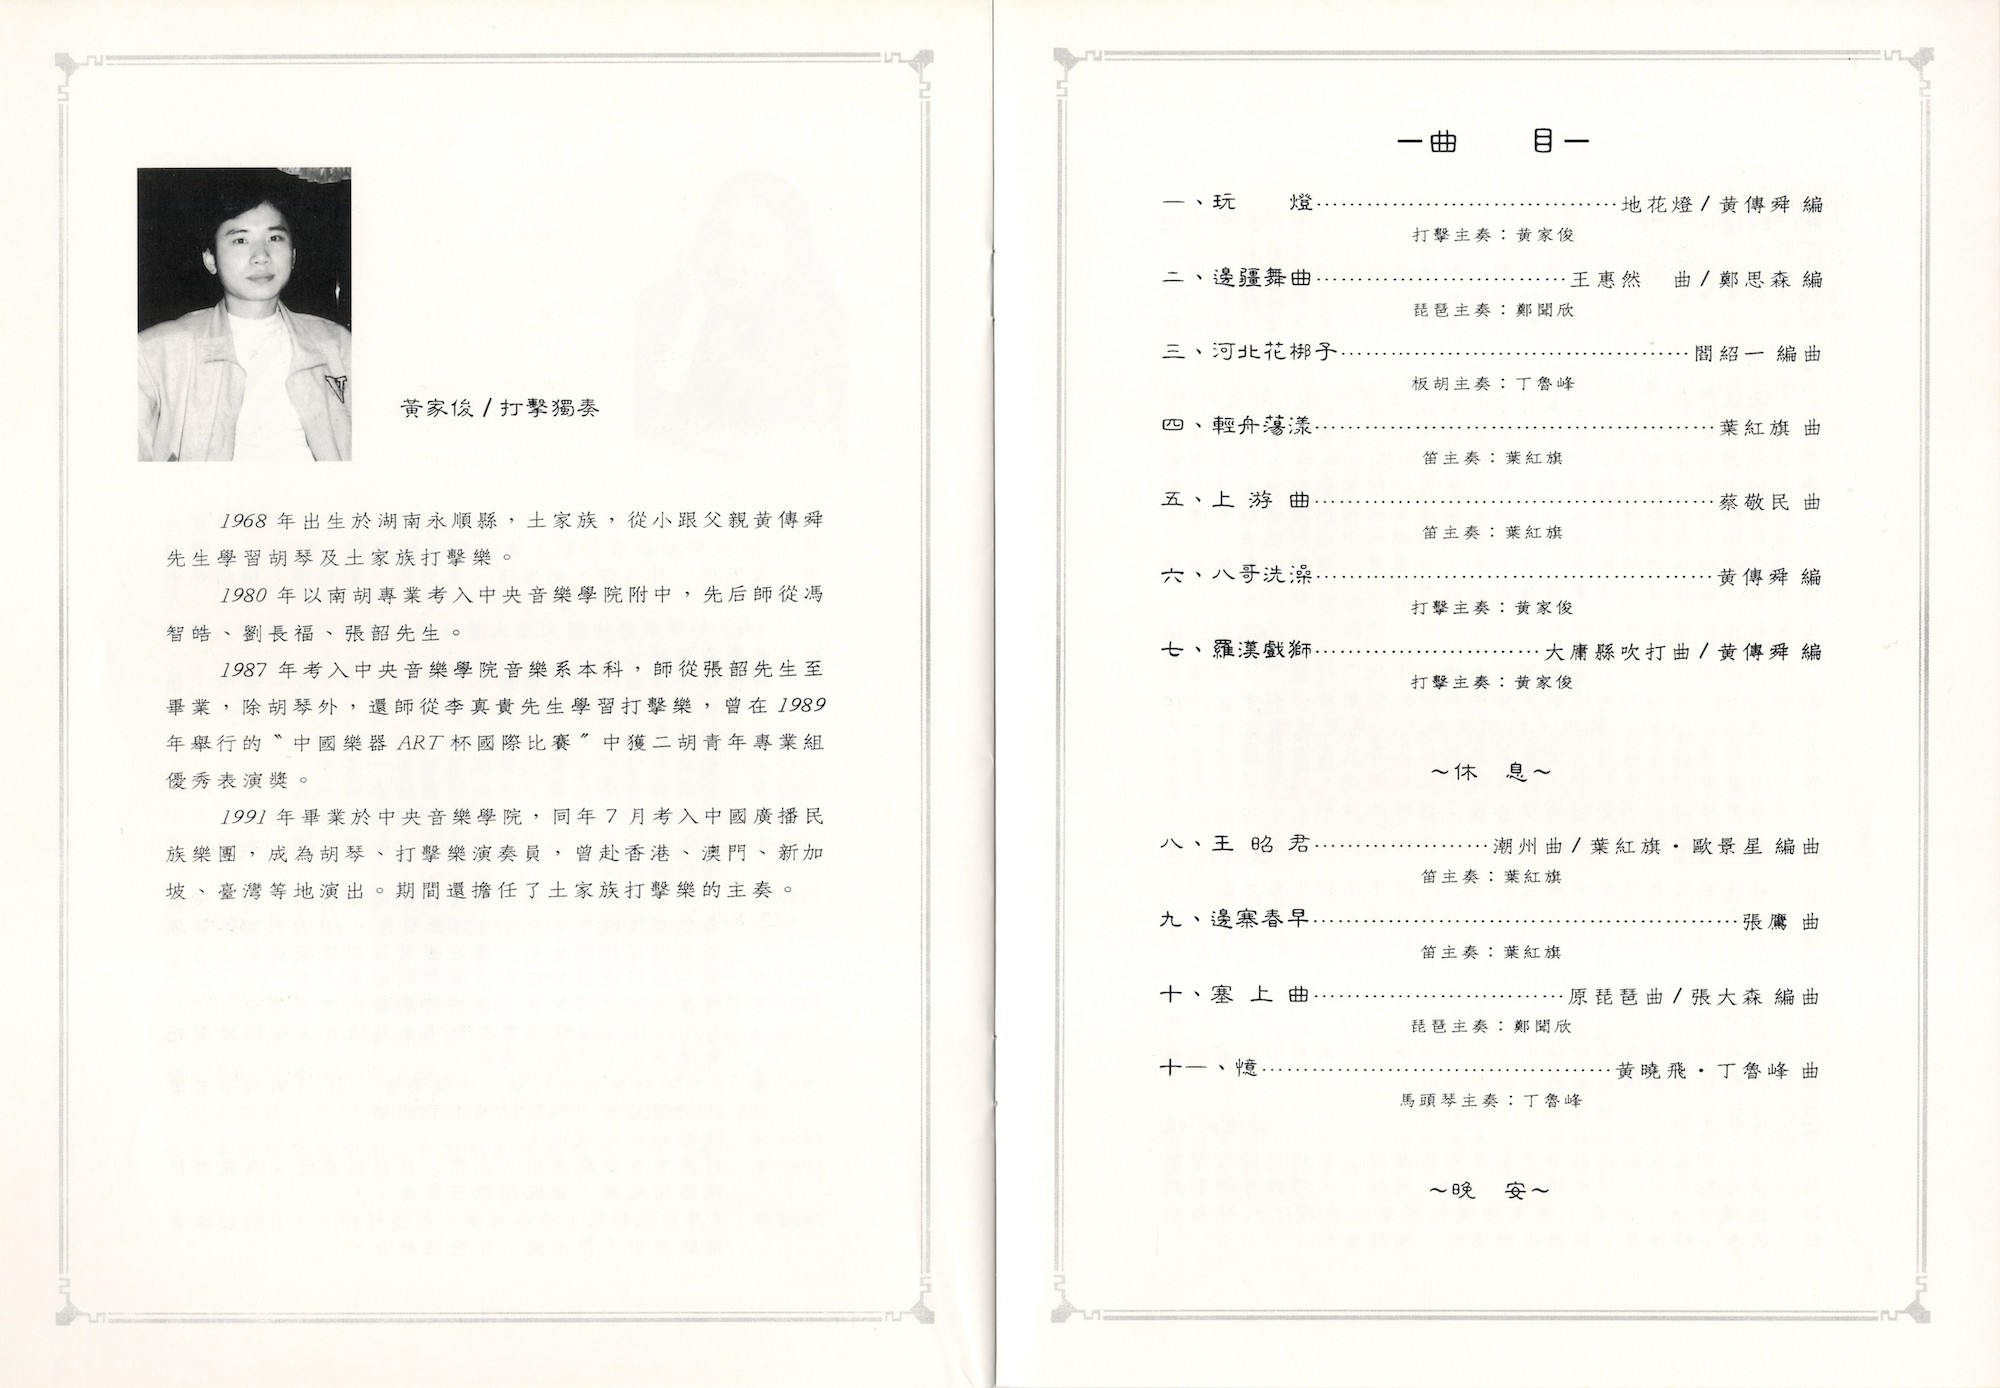 黃家俊/打擊獨奏
1968年出生於湖南永順縣，土家族，從小跟父親黃傳舜
先生學習胡琴及土家族打擊樂。
1980年以南胡專業考入中央音樂學院附中，先后師從馮
智皓、劉長福、張韶先生。
1987年考入中央音樂學院音樂系本科，師從張韶先生至
畢業，除胡琴外，還師從李真貴先生學習打擊樂，曾在1989
年舉行的〝中國樂器ART杯國際比賽〞中獲二胡青年專業組
優秀表演獎。
1991年畢業於中央音樂學院，同年7月考入中國廣播民
族樂團，成為胡琴、打擊樂演奏員，曾赴香港、澳門、新加
坡、臺灣等地演出。期間還擔任了土家族打擊樂的主奏。
—曲　目—
一、玩　燈……………………………地花燈/黃傳舜 編
打擊主奏：黃家俊
二、邊疆舞曲……………………………王惠然　曲/鄭思森 編
琵琶主奏：鄭聞欣
三、河北花梆子……………………………閻紹一 編曲
板胡主奏：丁魯峰
四、輕舟蕩漾……………………………葉紅旗 曲
笛主奏：葉紅旗
五、上游曲……………………………蔡敬民 曲
笛主奏：葉紅旗
六、八哥洗澡……………………………黃傳舜 編
打擊主奏：黃家俊
七、羅漢戲獅……………………………大庸縣吹打曲/黃傳舜 編
打擊主奏：黃家俊
～休　息～
八、王昭君……………………………潮州曲/葉紅旗・歐景星 編曲
笛主奏：葉紅旗
九、邊寨春早……………………………張鷹 曲
笛主奏：葉紅旗
十、塞上曲……………………………原琵琶曲/張大森 編曲
琵琶主奏：鄭聞欣
十一、憶……………………………黃曉飛・丁魯峰 曲
馬頭琴主奏：丁魯峰
～晚　安～